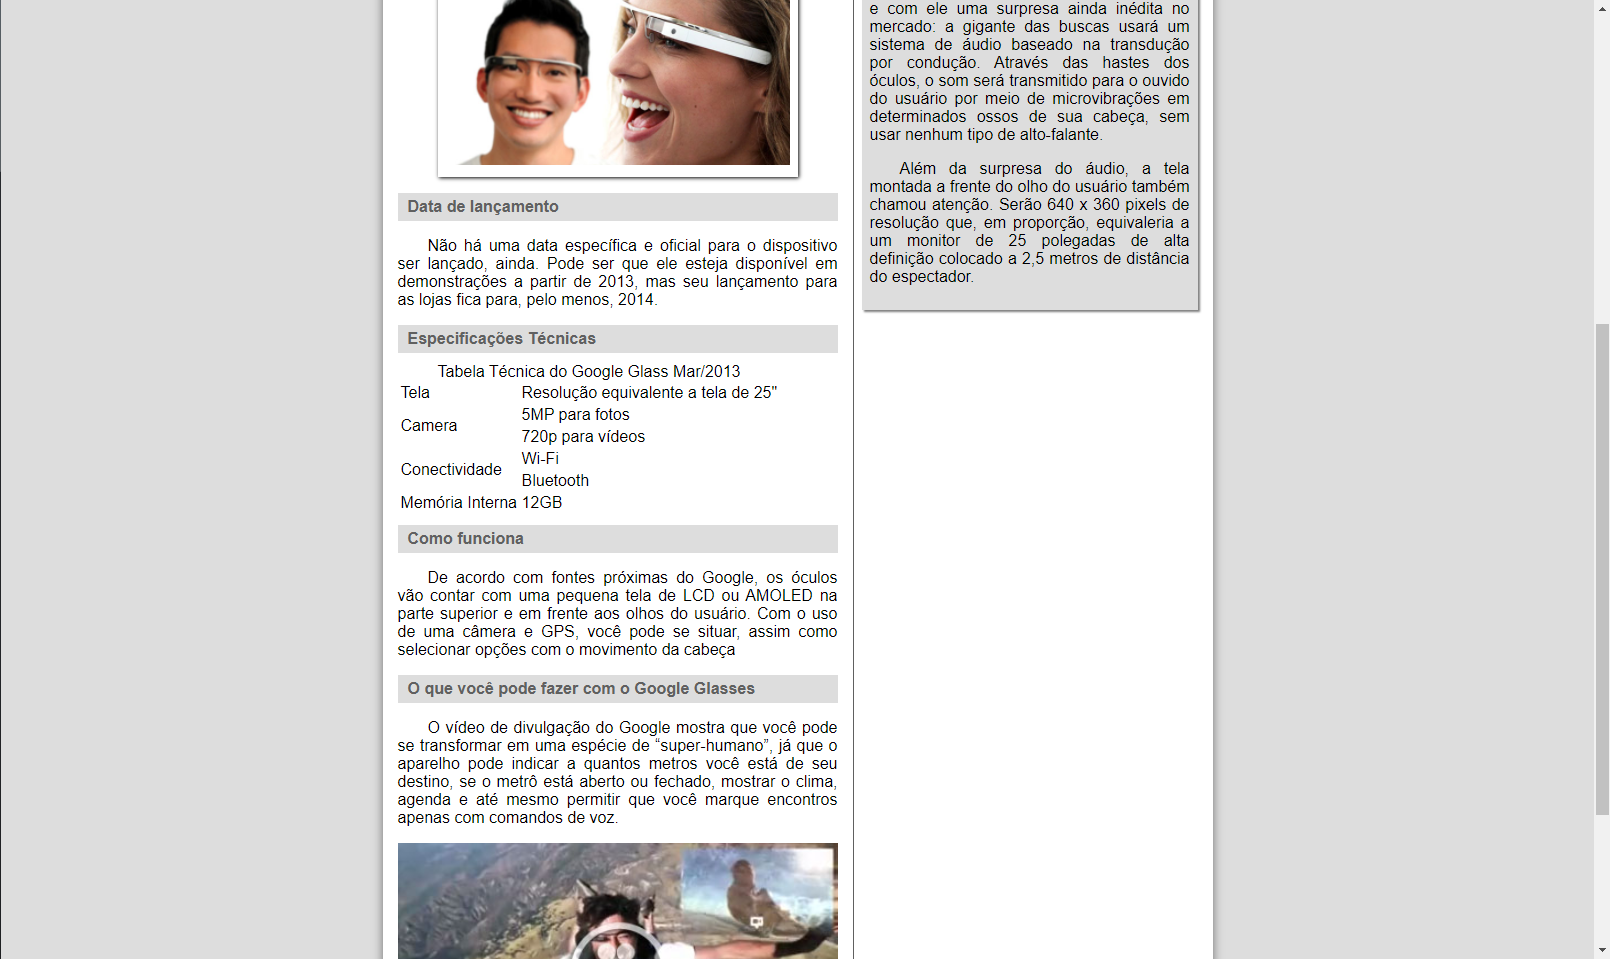 Data de lançamento
Não há uma data específica e oficial para o dispositivo
ser lançado, ainda. Pode ser que ele esteja disponível em
demonstrações a partir de 2013, mas seu lançamento para
as lojas fica para, pelo menos, 2014.
Especificações Técnicas
Tabela Técnica do Google Glass Mar/2013
Tela Resolução equivalente a tela de 25"
Camera
5MP para fotos
720p para vídeos
Conectividade
Wi-Fi
Bluetooth
Memória Interna 12GB
Como funciona
De acordo com fontes próximas do Google, os óculos
vão contar com uma pequena tela de LCD ou AMOLED na
parte superior e em frente aos olhos do usuário. Com o uso
de uma câmera e GPS, você pode se situar, assim como
selecionar opções com o movimento da cabeça
O que você pode fazer com o Google Glasses
O vídeo de divulgação do Google mostra que você pode
se transformar em uma espécie de “super-humano”, já que o
aparelho pode indicar a quantos metros você está de seu
destino, se o metrô está aberto ou fechado, mostrar o clima,
agenda e até mesmo permitir que você marque encontros
apenas com comandos de voz.
e com ele uma surpresa ainda inédita no
mercado: a gigante das buscas usará um
sistema de áudio baseado na transdução
por condução. Através das hastes dos
óculos, o som será transmitido para o ouvido
do usuário por meio de microvibrações em
determinados ossos de sua cabeça, sem
usar nenhum tipo de alto-falante.
Além da surpresa do áudio, a tela
montada a frente do olho do usuário também
chamou atenção. Serão 640 x 360 pixels de
resolução que, em proporção, equivaleria a
um monitor de 25 polegadas de alta
definição colocado a 2,5 metros de distância
do espectador.